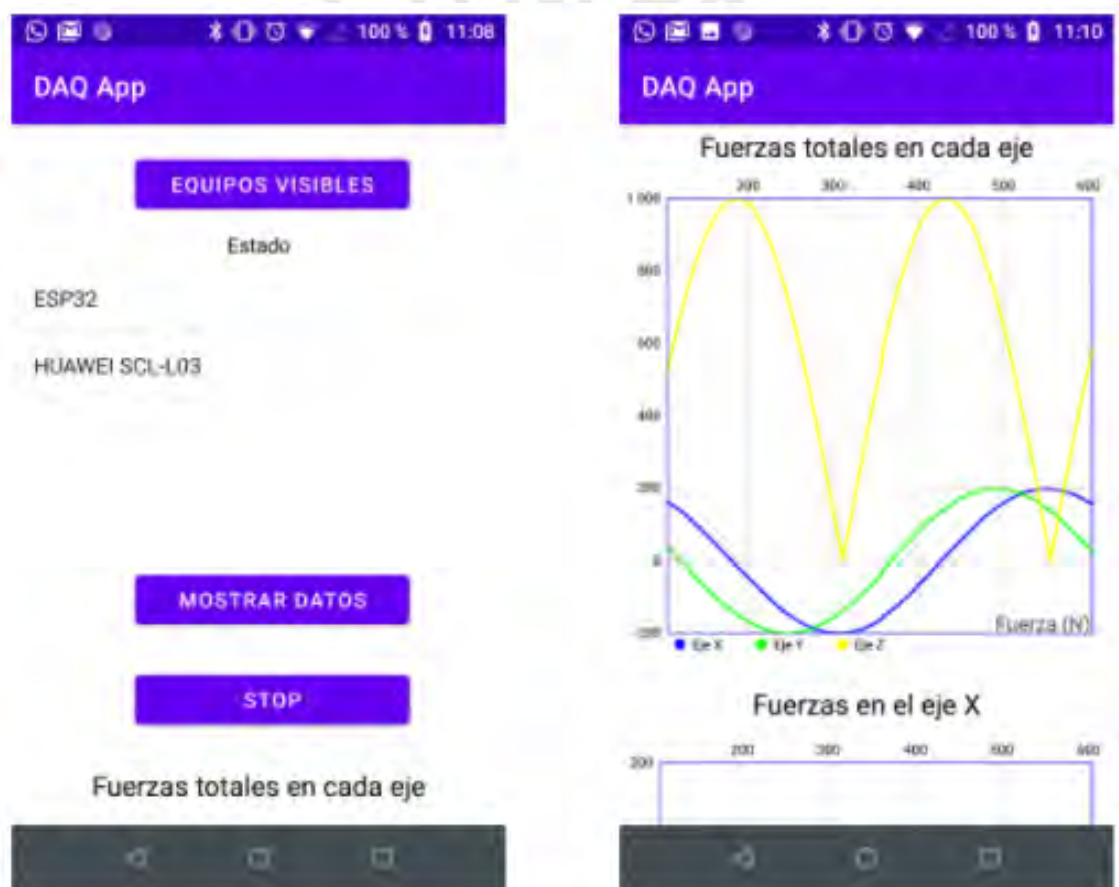 100 % 11:08
DAQ App
EQUIPOS VISIBLES
Estado
ESP32
HUAWEI SCL-L03
MOSTRAR DATOS
STOP
Fuerzas totales en cada eje
100 % 11:10
DAQ App
Fuerzas totales en cada eje
200 300 400 500 600
1 000
800
600
400
200
0
-200
Fuerza (N)
Eje X Eje Y Eje Z
Fuerzas en el eje X
200 300 400 500 600
200